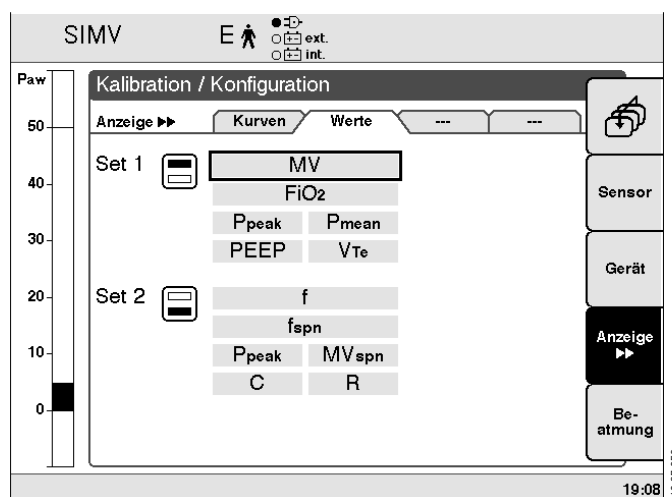 SIMV E ext.
int.
Paw
Kalibration / Konfiguration
Anzeige ▶▶ Kurven Werte --- ---
50
40
30
20
10
0
Set 1
MV
FiO2
Ppeak Pmean
PEEP VTe
Set 2
f
fspn
Ppeak MVspn
C R
Sensor
Gerät
Anzeige
▶▶
Be-
atmung
19:08